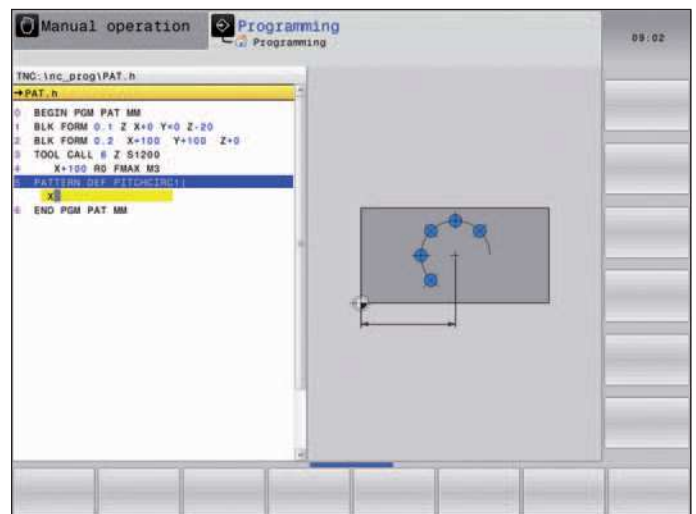 Manual operation
Programming
Programming
09:02
TNC:\nc_prog\PAT.h
→PAT.h
0 BEGIN PGM PAT MM
1 BLK FORM 0.1 Z X+0 Y+0 Z-20
2 BLK FORM 0.2 X+100 Y+100 Z+0
3 TOOL CALL 6 Z S1200
4 X+100 R0 FMAX M3
5 PATTERN DEF PITCHCIRC1(
X
6 END PGM PAT MM